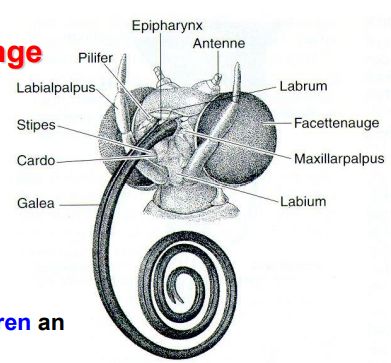 Epipharynx
nge
Antenne
Pilifer
Labialpalpus
Labrum
Stipes
Facettenauge
Cardo
Maxillarpalpus
Galea
Labium
ren an